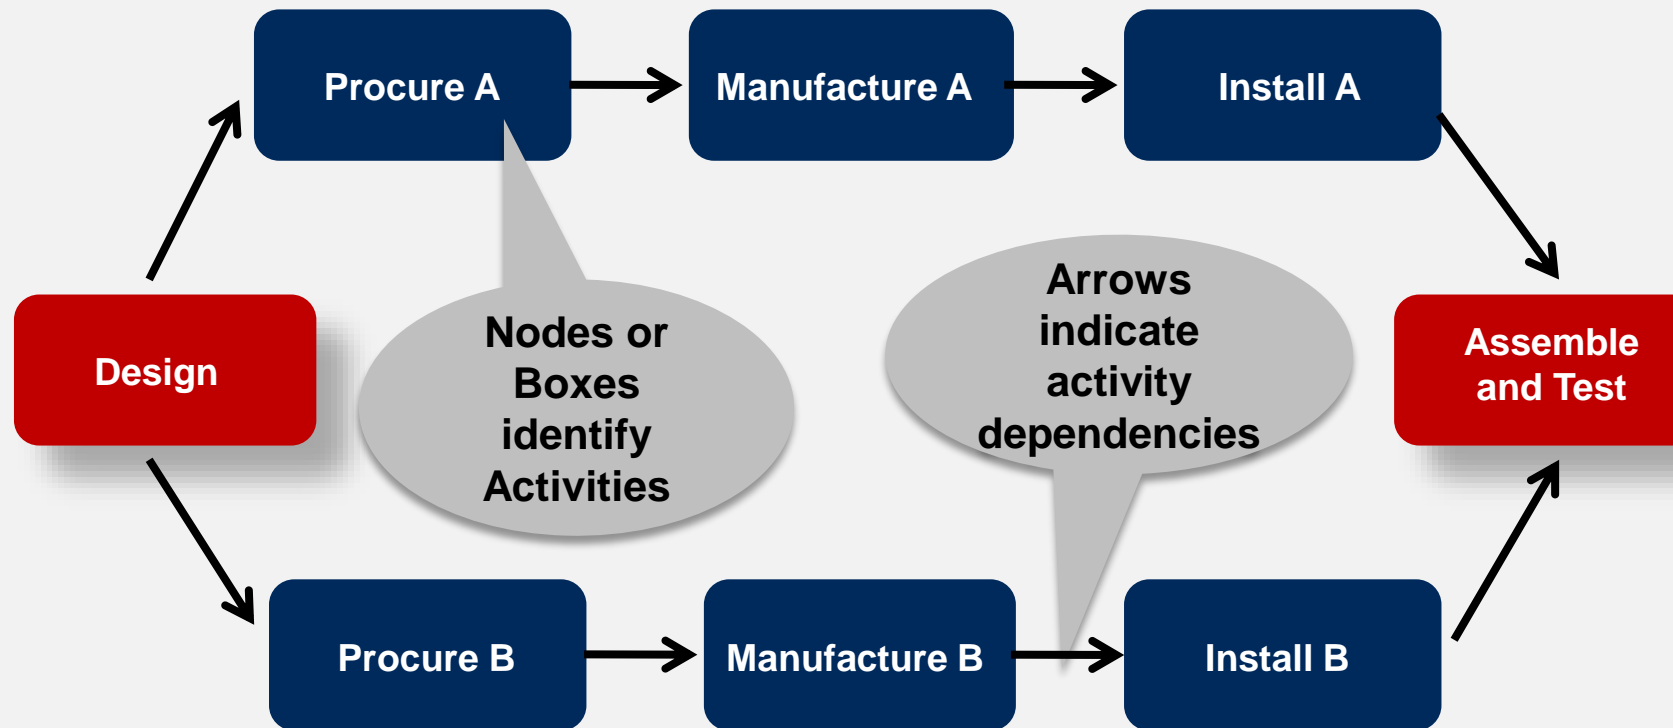 Procure A
Manufacture A
Install A
Design
Nodes or
Boxes
identify
Activities
Arrows
indicate
activity
dependencies
Assemble
and Test
Procure B
Manufacture B
Install B